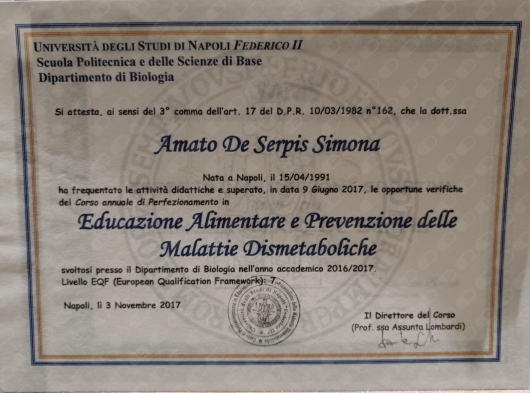 UNIVERSITÀ DEGLI STUDI DI NAPOLI FEDERICO II
Scuola Politecnica e delle Scienze di Base
Dipartimento di Biologia
Si attesta, ai sensi del 3° comma dell'art. 17 del D.P.R. 10/03/1982 n°162, che la dott.ssa
Amato De Serpis Simona
Nata a Napoli, il 15/04/1991
ha frequentato le attività didattiche e superato, in data 9 Giugno 2017, le opportune verifiche
del Corso annuale di Perfezionamento in
Educazione Alimentare e Prevenzione delle
Malattie Dismetaboliche
svoltosi presso il Dipartimento di Biologia nell'anno accademico 2016/2017.
Livello EQF (European Qualification Framework): 7
Napoli, lì 3 Novembre 2017
Il Direttore del Corso
(Prof. ssa Assunta Lombardi)